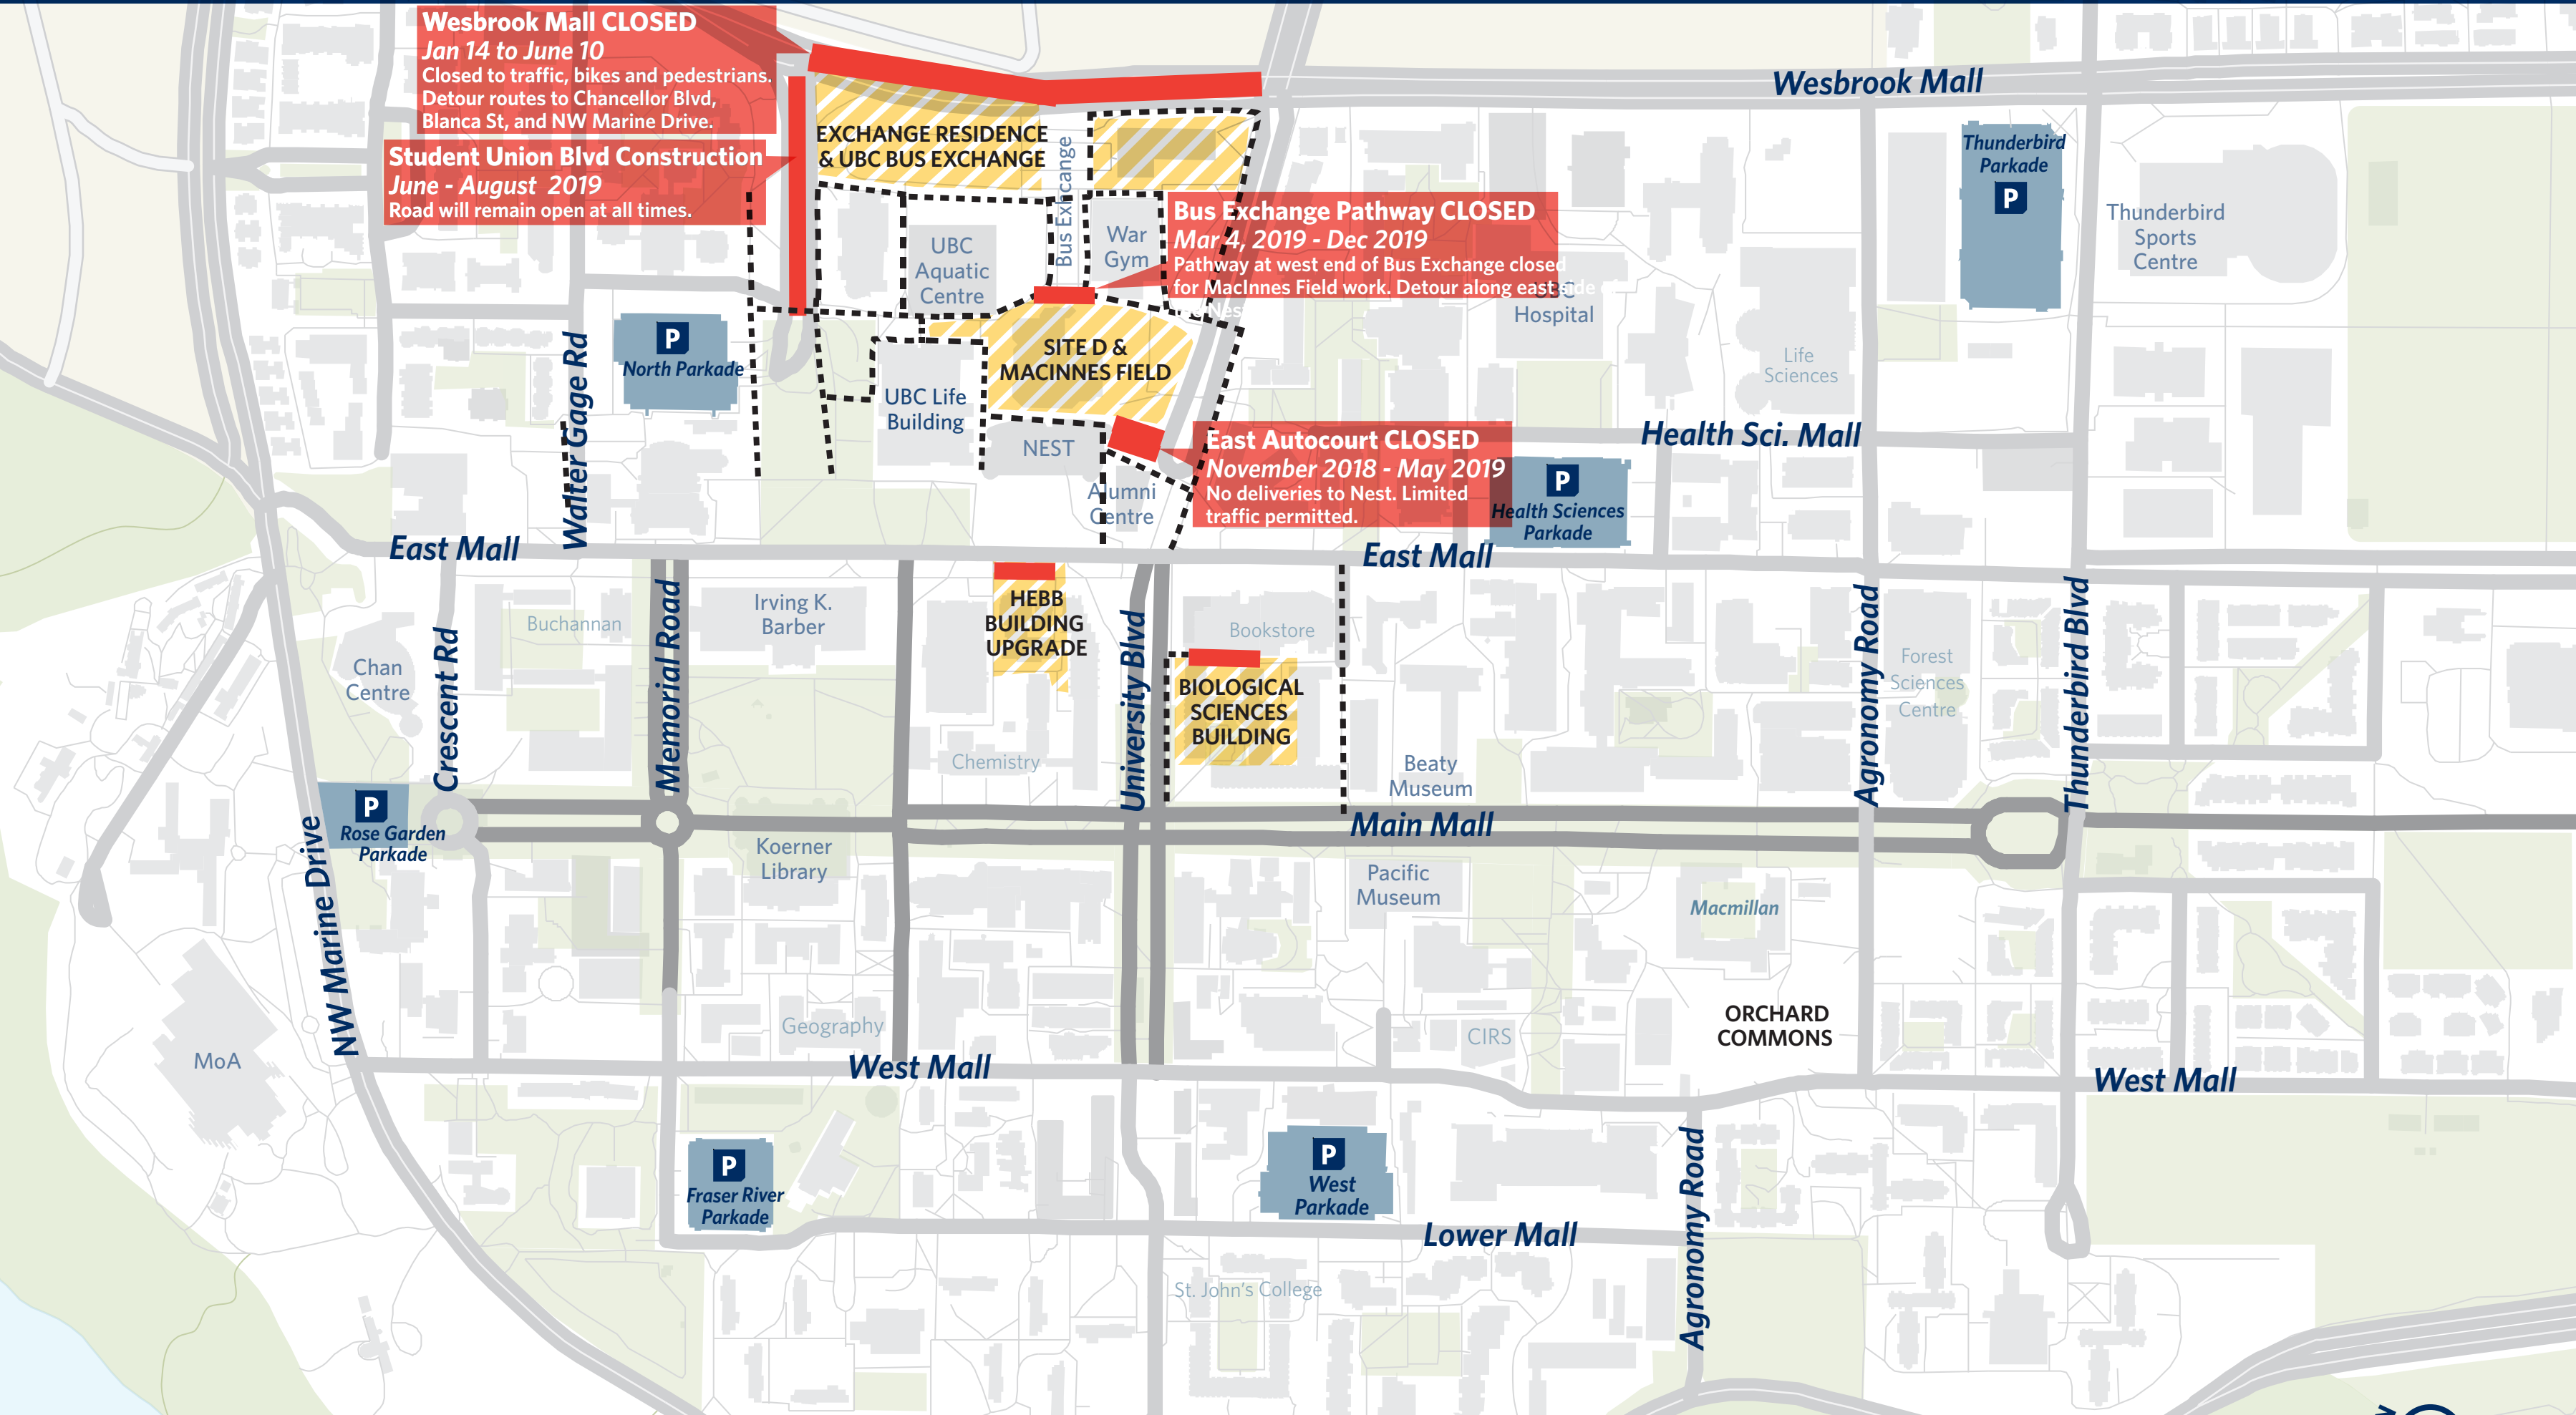 Wesbrook Mall CLOSED
Jan 14 to June 10
Closed to traffic, bikes and pedestrians.
Detour routes to Chancellor Blvd,
Blanca St, and NW Marine Drive.
Student Union Blvd Construction
June - August 2019
Road will remain open at all times.
EXCHANGE RESIDENCE
& UBC BUS EXCHANGE
Bus Excange
Wesbrook Mall
Thunderbird
Parkade
P
Thunderbird
Sports
Centre
UBC
Aquatic
Centre
War
Gym
Bus Exchange Pathway CLOSED
Mar 4, 2019 - Dec 2019
Pathway at west end of Bus Exchange closed
for MacInnes Field work. Detour along east side
UBC
Hospital
P
North Parkade
Walter Gage Rd
SITE D &
MACINNES FIELD
UBC Life
Building
NEST
Life
Sciences
Health Sci. Mall
East Autocourt CLOSED
November 2018 - May 2019
No deliveries to Nest. Limited
traffic permitted.
P
Health Sciences
Parkade
Alumni
Centre
East Mall
East Mall
Buchannan
Irving K.
Barber
HEBB
BUILDING
UPGRADE
Bookstore
Chan
Centre
Crescent Rd
Memorial Road
University Blvd
BIOLOGICAL
SCIENCES
BUILDING
Agronomy Road
Forest
Sciences
Centre
Thunderbird Blvd
Chemistry
Beaty
Museum
P
Rose Garden
Parkade
Main Mall
NW Marine Drive
Koerner
Library
Pacific
Museum
Macmillan
MoA
Geography
CIRS
ORCHARD
COMMONS
West Mall
West Mall
P
Fraser River
Parkade
P
West
Parkade
Lower Mall
Agronomy Road
St. John's College
N